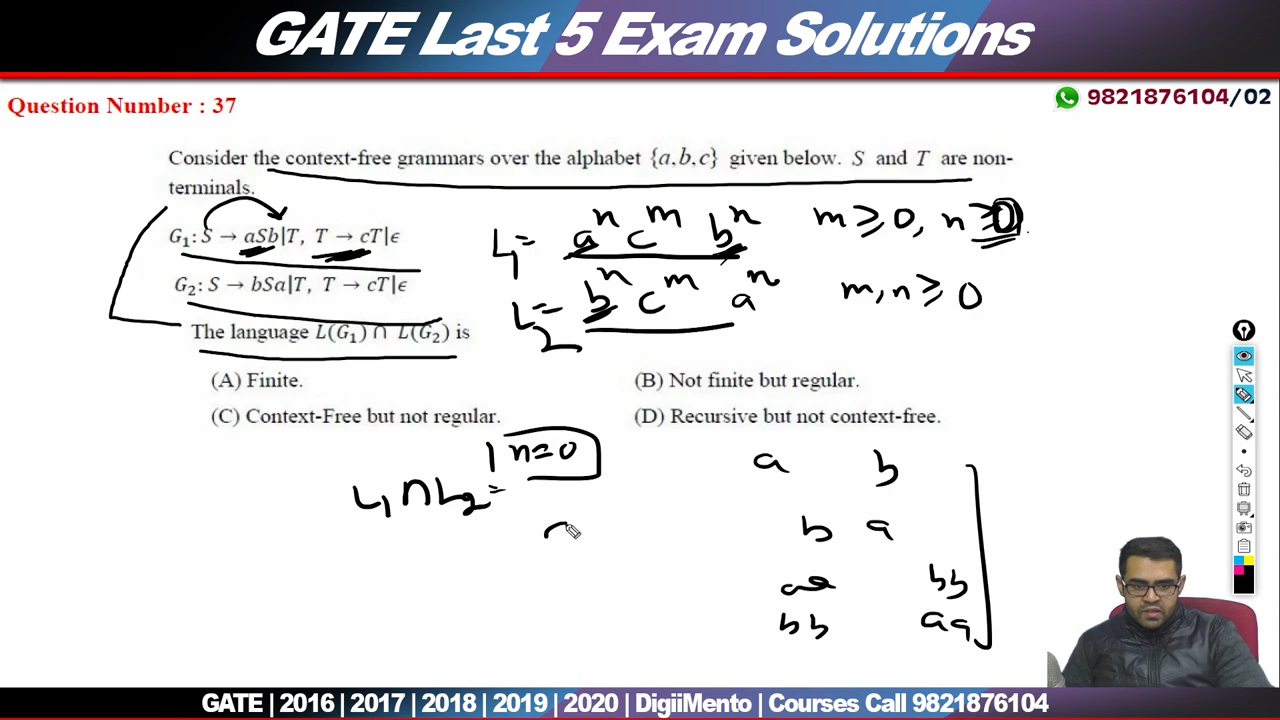 GATE Last 5 Exam Solutions
Question Number : 37
9821876104/02
Consider the context-free grammars over the alphabet {a,b,c} given below. S and T are non-
terminals.
G₁: S → aSb|T, T → cT|ϵ
G₂: S → bSa|T, T → cT|ϵ
The language L(G₁) ∩ L(G₂) is
L₁ = aⁿ cᵐ bⁿ m ≥ 0, n ≥ 0
L₂ = bⁿ cᵐ aⁿ m, n ≥ 0
(A) Finite.
(B) Not finite but regular.
(C) Context-Free but not regular.
(D) Recursive but not context-free.
n = 0
L₁ ∩ L₂ =
a b
b a
aa bb
bb aa
GATE | 2016 | 2017 | 2018 | 2019 | 2020 | DigiiMento | Courses Call 9821876104